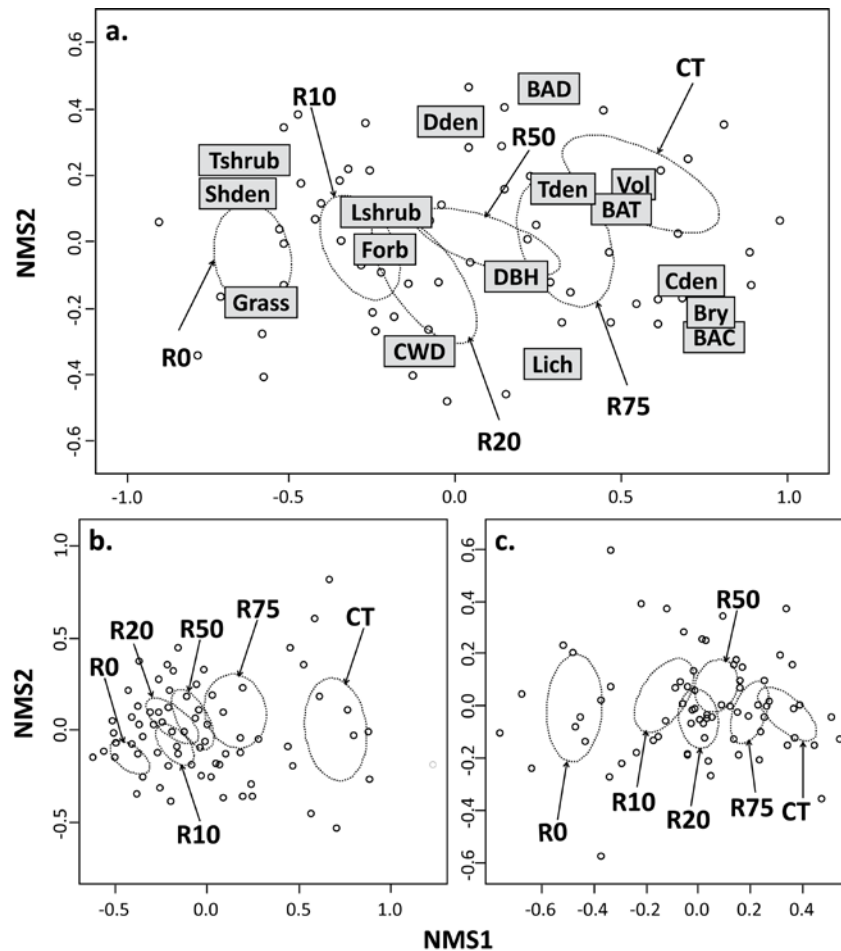 a.
CT
BAD
R10
Dden
R50
Tshrub
Tden
Vol
Shden
BAT
Lshrub
Forb
DBH
Cden
Grass
Bry
BAC
R0
CWD
Lich
R75
R20
NMS2
0.6
0.4
0.2
0.0
-0.2
-0.4
-0.6
-1.0 -0.5 0.0 0.5 1.0
b.
R20
R50
R75
CT
R0
R10
NMS2
1.0
0.5
0.0
-0.5
-0.5 0.0 0.5 1.0
c.
R50
R10
R0
R20
R75
CT
0.6
0.4
0.2
0.0
-0.2
-0.4
-0.6
-0.6 -0.4 -0.2 0.0 0.2 0.4
NMS1